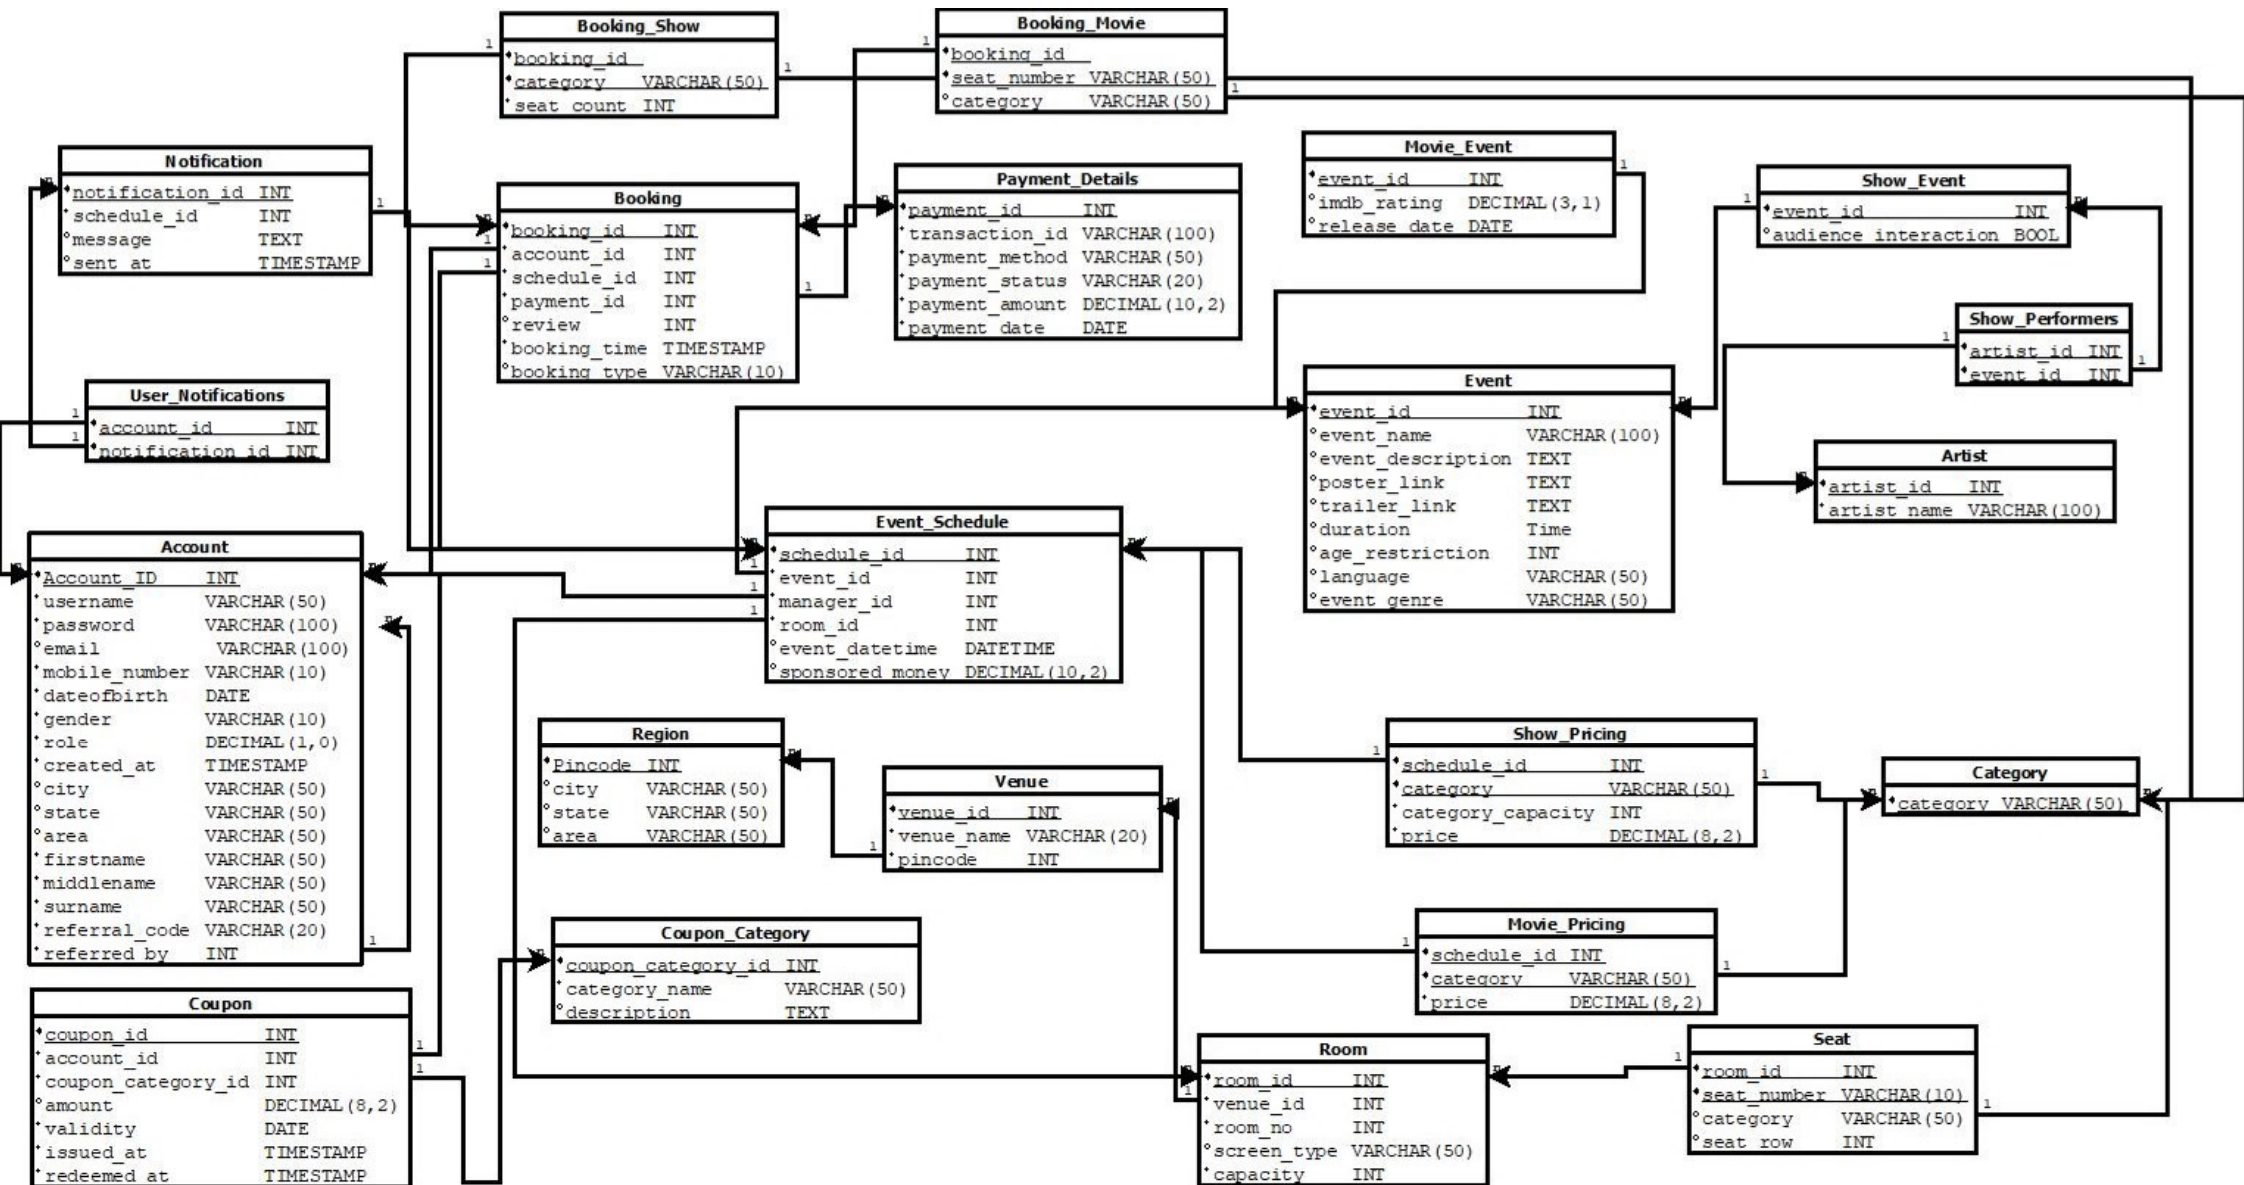 Booking_Show
booking_id
category VARCHAR(50)
seat_count INT
Booking_Movie
booking_id
seat_number VARCHAR(50)
category VARCHAR(50)
Notification
notification_id INT
schedule_id INT
message TEXT
sent_at TIMESTAMP
Booking
booking_id INT
account_id INT
schedule_id INT
payment_id INT
review INT
booking_time TIMESTAMP
booking_type VARCHAR(10)
Payment_Details
payment_id INT
transaction_id VARCHAR(100)
payment_method VARCHAR(50)
payment_status VARCHAR(20)
payment_amount DECIMAL(10,2)
payment_date DATE
Movie_Event
event_id INT
imdb_rating DECIMAL(3,1)
release_date DATE
Show_Event
event_id INT
audience_interaction BOOL
Show_Performers
artist_id INT
event_id INT
User_Notifications
account_id INT
notification_id INT
Event
event_id INT
event_name VARCHAR(100)
event_description TEXT
poster_link TEXT
trailer_link TEXT
duration Time
age_restriction INT
language VARCHAR(50)
event_genre VARCHAR(50)
Artist
artist_id INT
artist_name VARCHAR(100)
Account
Account_ID INT
username VARCHAR(50)
password VARCHAR(100)
email VARCHAR(100)
mobile_number VARCHAR(10)
dateofbirth DATE
gender VARCHAR(10)
role DECIMAL(1,0)
created_at TIMESTAMP
city VARCHAR(50)
state VARCHAR(50)
area VARCHAR(50)
firstname VARCHAR(50)
middlename VARCHAR(50)
surname VARCHAR(50)
referral_code VARCHAR(20)
referred_by INT
Event_Schedule
schedule_id INT
event_id INT
manager_id INT
room_id INT
event_datetime DATETIME
sponsored_money DECIMAL(10,2)
Region
Pincode INT
city VARCHAR(50)
state VARCHAR(50)
area VARCHAR(50)
Venue
venue_id INT
venue_name VARCHAR(20)
pincode INT
Show_Pricing
schedule_id INT
category VARCHAR(50)
category_capacity INT
price DECIMAL(8,2)
Category
category VARCHAR(50)
Coupon_Category
coupon_category_id INT
category_name VARCHAR(50)
description TEXT
Movie_Pricing
schedule_id INT
category VARCHAR(50)
price DECIMAL(8,2)
Coupon
coupon_id INT
account_id INT
coupon_category_id INT
amount DECIMAL(8,2)
validity DATE
issued_at TIMESTAMP
redeemed_at TIMESTAMP
Room
room_id INT
venue_id INT
room_no INT
screen_type VARCHAR(50)
capacity INT
Seat
room_id INT
seat_number VARCHAR(10)
category VARCHAR(50)
seat_row INT